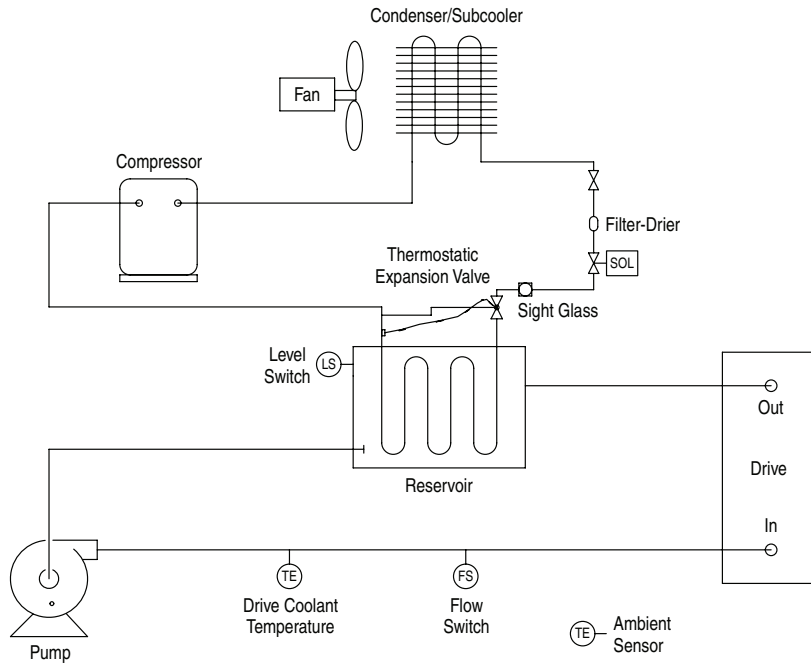 Condenser/Subcooler
Fan
Compressor
Filter-Drier
SOL
Thermostatic
Expansion Valve
Sight Glass
Level
Switch
LS
Out
Drive
In
Reservoir
TE
Drive Coolant
Temperature
FS
Flow
Switch
TE
Ambient
Sensor
Pump